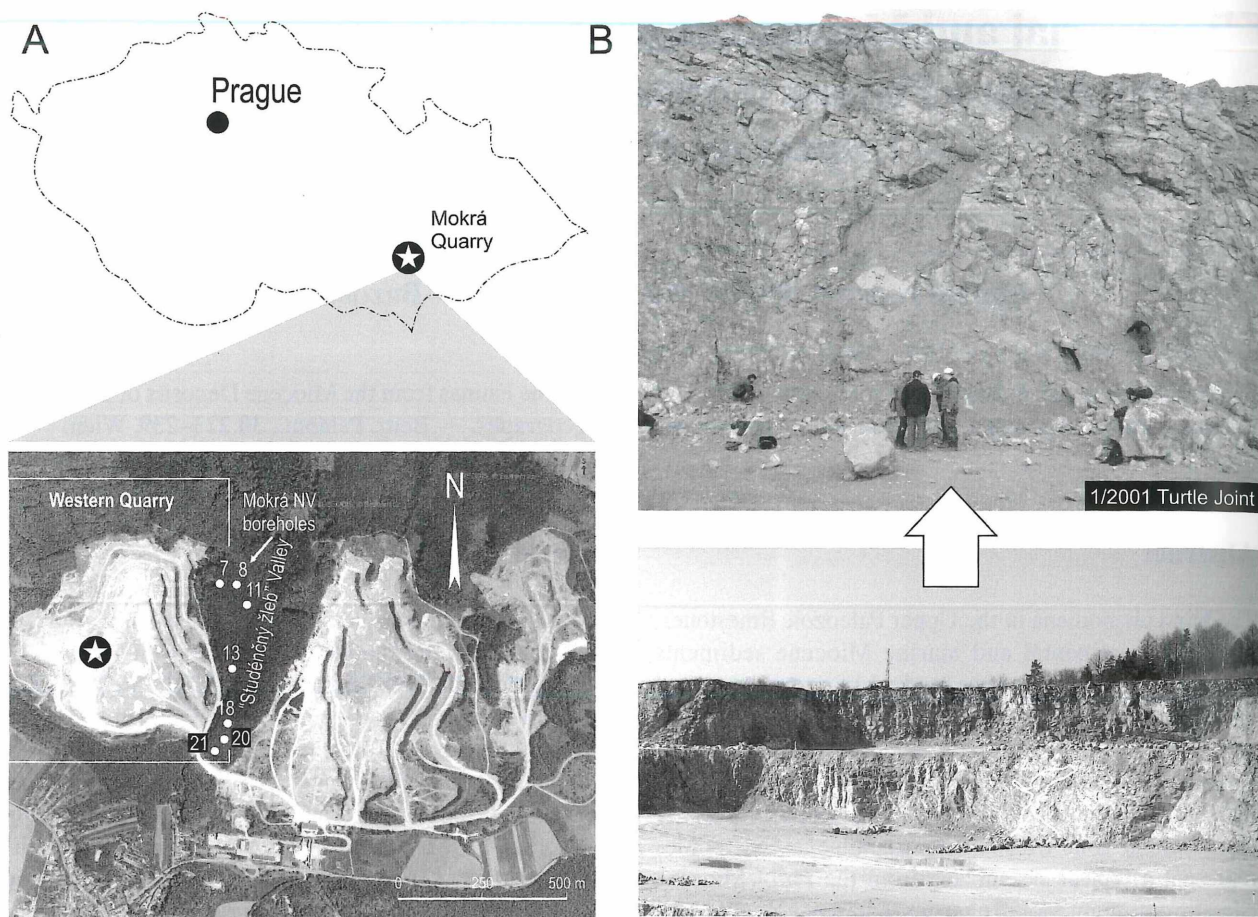 A
B
Prague
Mokrá
Quarry
Western Quarry
Mokrá NV
boreholes
N
7
8
11
"Studénčný žleb" Valley
13
18
21
20
0
250
500 m
1/2001 Turtle Joint